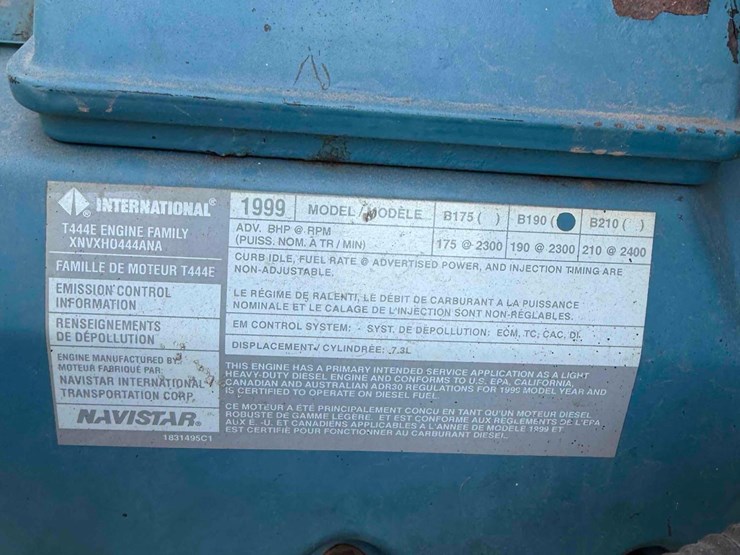 INTERNATIONAL®
T444E ENGINE FAMILY
XNVXH0444ANA
FAMILLE DE MOTEUR T444E
EMISSION CONTROL
INFORMATION
RENSEIGNEMENTS
DE DÉPOLLUTION
ENGINE MANUFACTURED BY:
MOTEUR FABRIQUÉ PAR:
NAVISTAR INTERNATIONAL
TRANSPORTATION CORP.
NAVISTAR®
1831495C1
1999 MODEL / MODÈLE B175 ( ) B190 ( ) B210 ( )
ADV. BHP @ RPM
(PUISS. NOM. À TR / MIN) 175 @ 2300 190 @ 2300 210 @ 2400
CURB IDLE, FUEL RATE @ ADVERTISED POWER, AND INJECTION TIMING ARE
NON-ADJUSTABLE.
LE RÉGIME DE RALENTI, LE DÉBIT DE CARBURANT A LA PUISSANCE
NOMINALE ET LE CALAGE DE L'INJECTION SONT NON-RÉGLABLES.
EM CONTROL SYSTEM: - SYST. DE DÉPOLLUTION: ECM, TC, CAC, DI.
DISPLACEMENT / CYLINDRÉE: 7.3L
THIS ENGINE HAS A PRIMARY INTENDED SERVICE APPLICATION AS A LIGHT
HEAVY-DUTY DIESEL ENGINE AND CONFORMS TO U.S. EPA, CALIFORNIA,
CANADIAN AND AUSTRALIAN ADR30 REGULATIONS FOR 1999 MODEL YEAR AND
IS CERTIFIED TO OPERATE ON DIESEL FUEL.
CE MOTEUR A ÉTÉ PRINCIPALEMENT CONCU EN TANT QU'UN MOTEUR DIESEL
ROBUSTE DE GAMME LÉGÈRE. ET EST CONFORME AUX REGLEMENTS DE L'EPA
AUX E. -U. ET CANADIENS APPLICABLES A L'ANNEE DE MODELE 1999 ET
EST CERTIFIÉ POUR FONCTIONNER AU CARBURANT DIESEL.